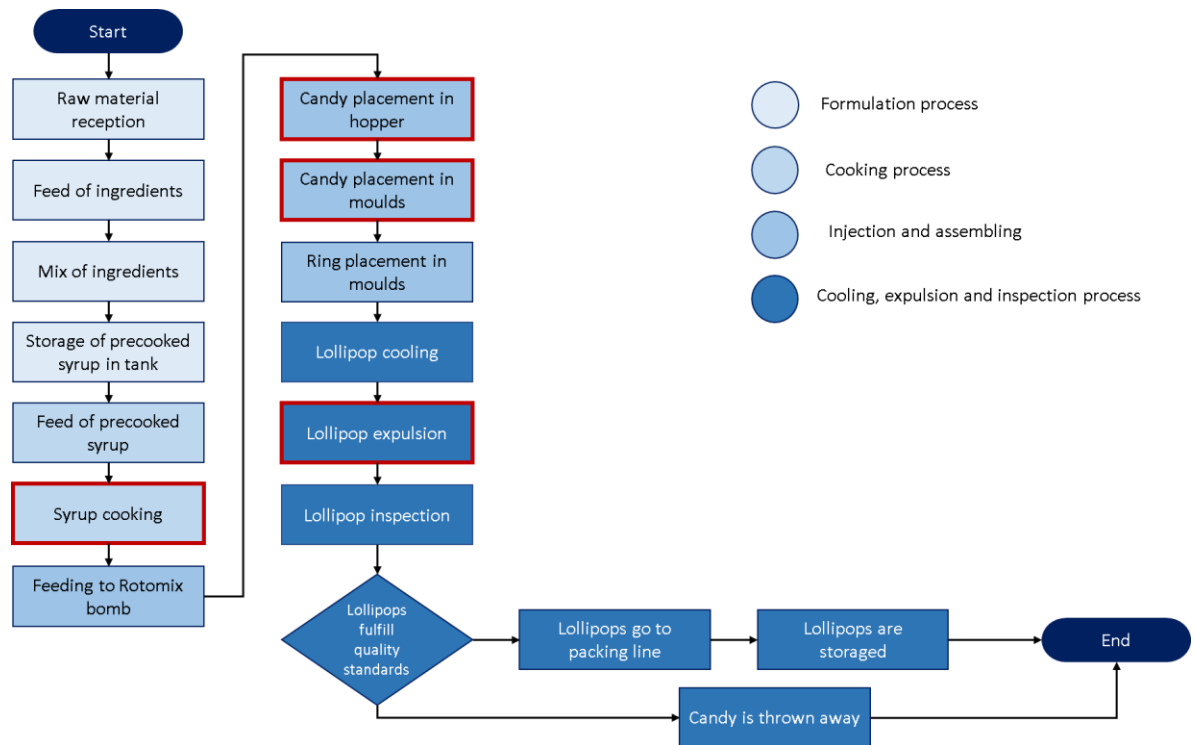 Start
Raw material
reception
Feed of ingredients
Mix of ingredients
Storage of precooked
syrup in tank
Feed of precooked
syrup
Syrup cooking
Feeding to Rotomix
bomb
Candy placement in
hopper
Candy placement in
moulds
Ring placement in
moulds
Lollipop cooling
Lollipop expulsion
Lollipop inspection
Lollipops
fulfill
quality
standards
Lollipops go to
packing line
Lollipops are
storaged
End
Candy is thrown away
Formulation process
Cooking process
Injection and assembling
Cooling, expulsion and inspection process